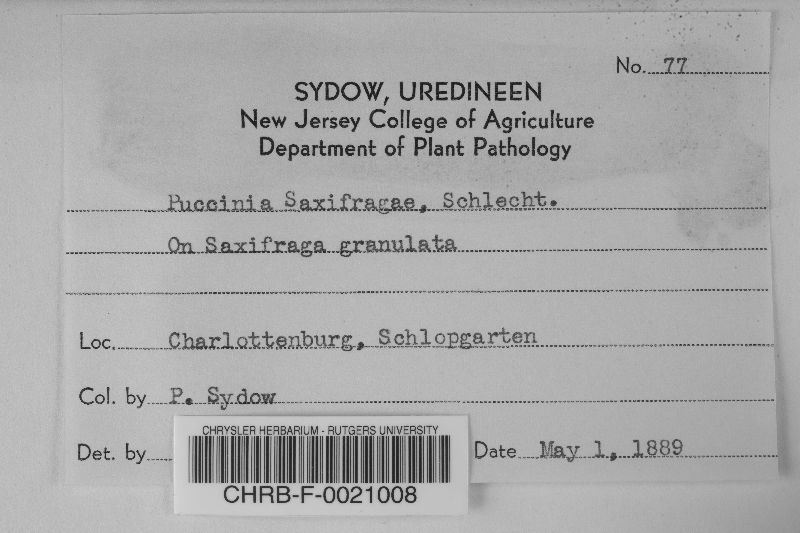 No. 77
SYDOW, UREDINEEN
New Jersey College of Agriculture
Department of Plant Pathology
Puccinia Saxifragae, Schlecht.
On Saxifraga granulata
Loc. Charlottenburg, Schlopgarten
Col. by P. Sydow
Det. by
Date May 1, 1889
CHRYSLER HERBARIUM - RUTGERS UNIVERSITY
CHRB-F-0021008